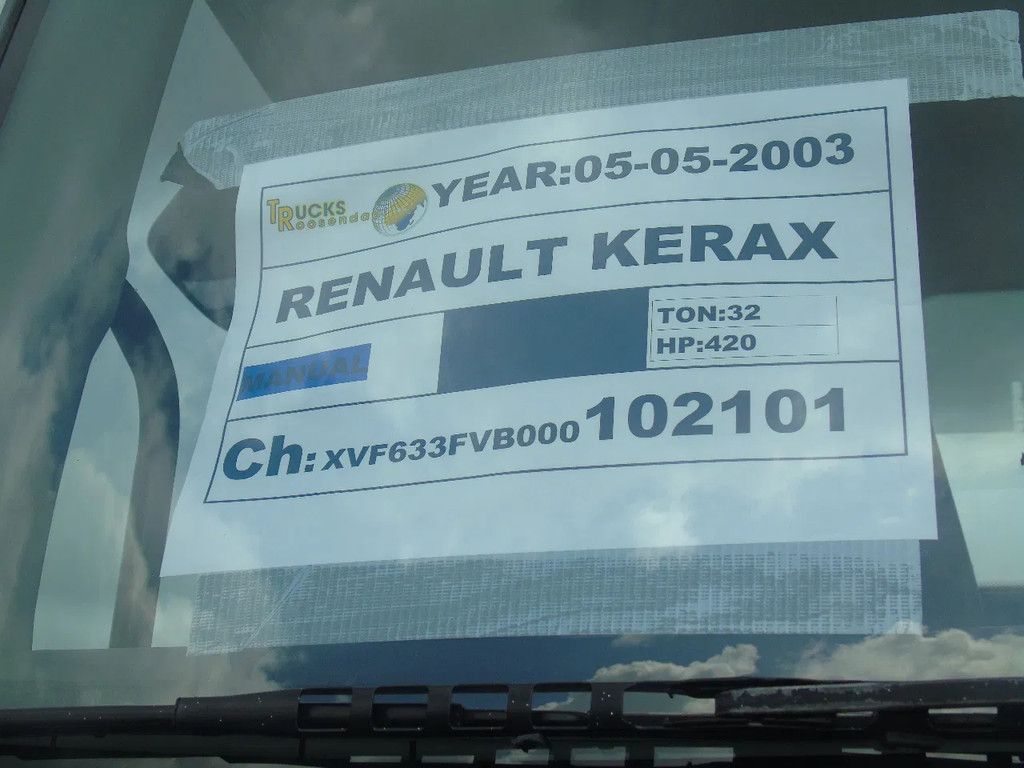 TRUCKS
Roosendaal
YEAR:05-05-2003
RENAULT KERAX
MANUAL
TON:32
HP:420
Ch: XVF633FVB000102101